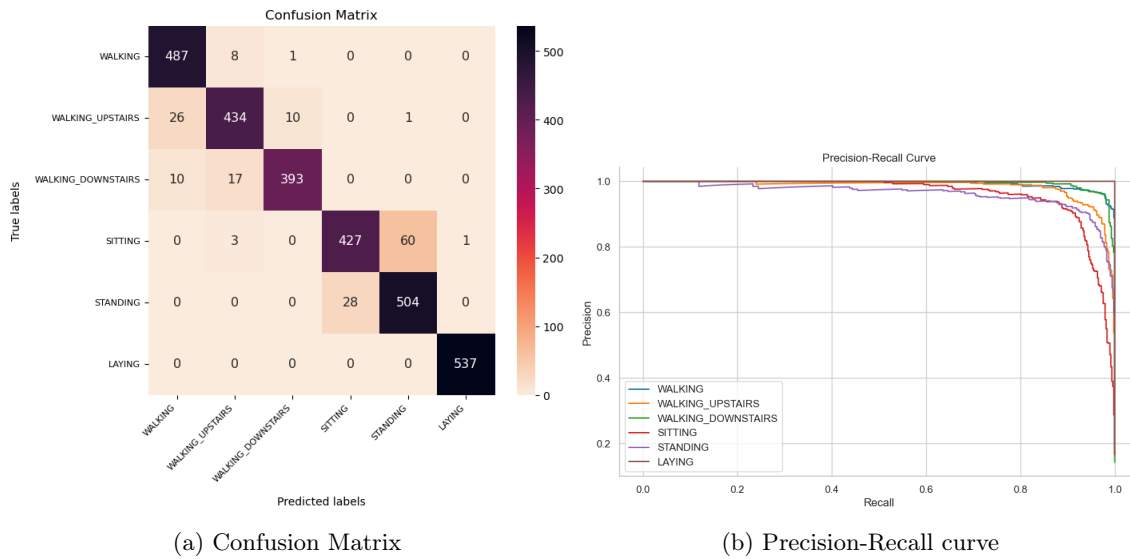 Confusion Matrix
WALKING 487 8 1 0 0 0
WALKING_UPSTAIRS 26 434 10 0 1 0
WALKING_DOWNSTAIRS 10 17 393 0 0 0
SITTING 0 3 0 427 60 1
STANDING 0 0 0 28 504 0
LAYING 0 0 0 0 0 537
True labels
WALKING
WALKING_UPSTAIRS
WALKING_DOWNSTAIRS
SITTING
STANDING
LAYING
Predicted labels
500
400
300
200
100
0
(a) Confusion Matrix
Precision-Recall Curve
Precision
1.0
0.8
0.6
0.4
0.2
WALKING
WALKING_UPSTAIRS
WALKING_DOWNSTAIRS
SITTING
STANDING
LAYING
0.0 0.2 0.4 0.6 0.8 1.0
Recall
(b) Precision-Recall curve